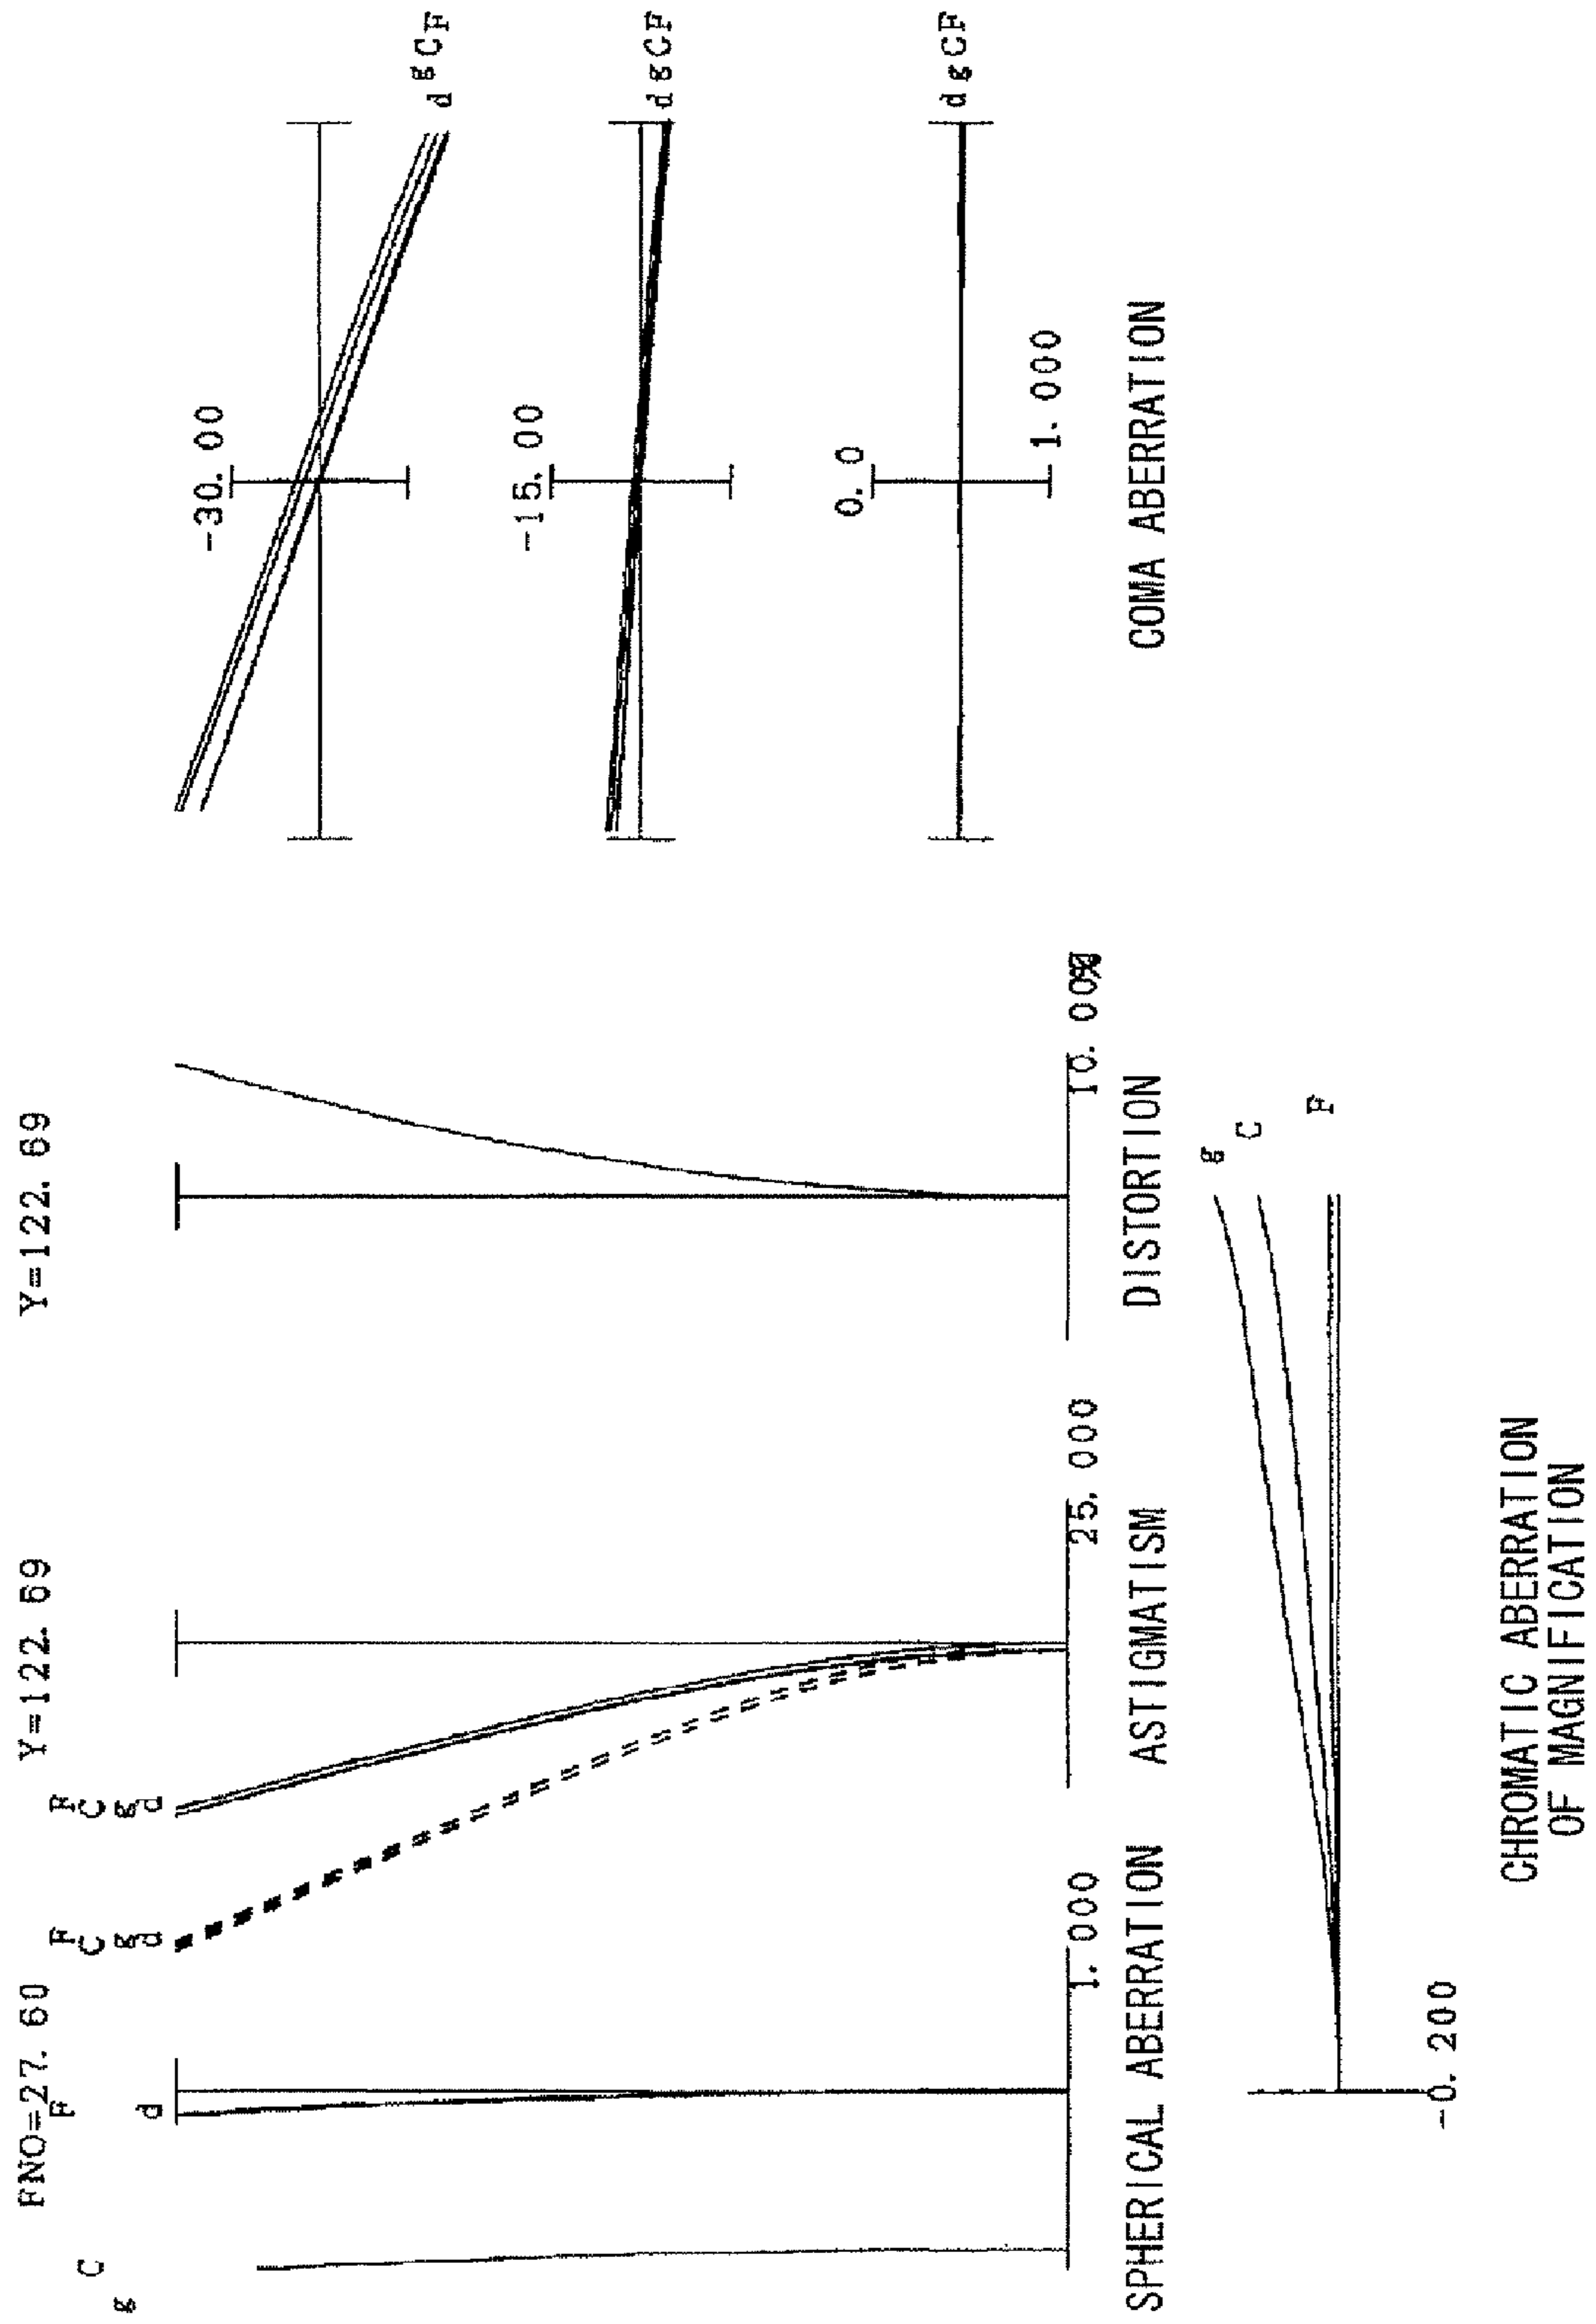 FNO=27. 60
g
C
F
d
SPHERICAL ABERRATION
1. 000
Y=122. 69
F
C
g
d
F
C
g
d
ASTIGMATISM
25. 000
Y=122. 69
DISTORTION
10. 00%
-30. 00
d g C F
-15. 00
d g C F
0. 0
d g C F
1. 000
COMA ABERRATION
g
C
F
-0. 200
CHROMATIC ABERRATION
OF MAGNIFICATION